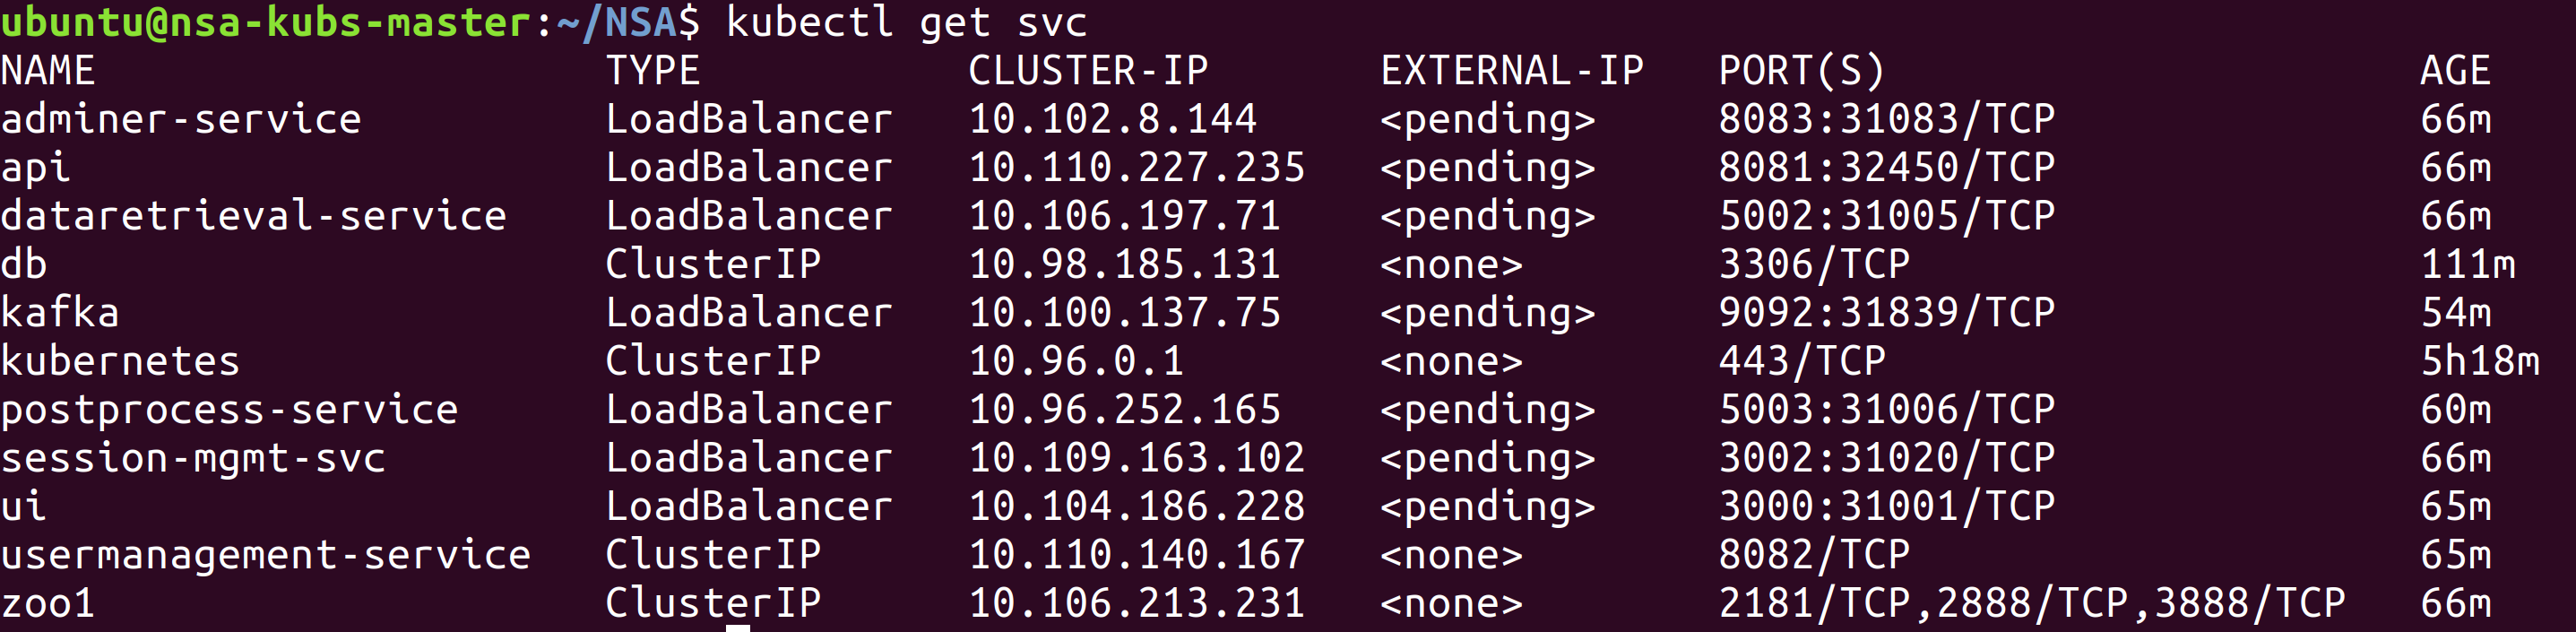 ubuntu@nsa-kubs-master:~/NSA$ kubectl get svc
NAME TYPE CLUSTER-IP EXTERNAL-IP PORT(S) AGE
adminer-service LoadBalancer 10.102.8.144 <pending> 8083:31083/TCP 66m
api LoadBalancer 10.110.227.235 <pending> 8081:32450/TCP 66m
dataretrieval-service LoadBalancer 10.106.197.71 <pending> 5002:31005/TCP 66m
db ClusterIP 10.98.185.131 <none> 3306/TCP 111m
kafka LoadBalancer 10.100.137.75 <pending> 9092:31839/TCP 54m
kubernetes ClusterIP 10.96.0.1 <none> 443/TCP 5h18m
postprocess-service LoadBalancer 10.96.252.165 <pending> 5003:31006/TCP 60m
session-mgmt-svc LoadBalancer 10.109.163.102 <pending> 3002:31020/TCP 66m
ui LoadBalancer 10.104.186.228 <pending> 3000:31001/TCP 65m
usermanagement-service ClusterIP 10.110.140.167 <none> 8082/TCP 65m
zoo1 ClusterIP 10.106.213.231 <none> 2181/TCP,2888/TCP,3888/TCP 66m